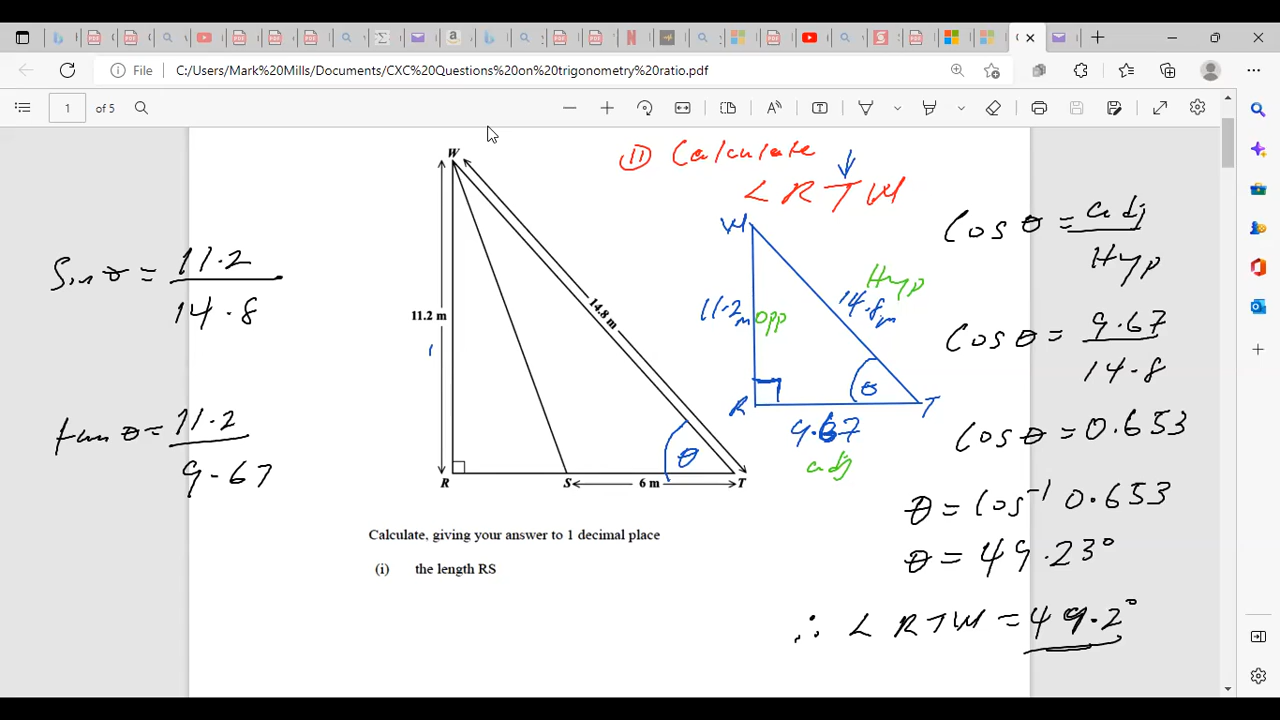 File
C:/Users/Mark%20Mills/Documents/CXC%20Questions%20on%20trigonometry%20ratio.pdf
1 of 5
W
11.2 m
14.8 m
R
S
6 m
T
θ
Calculate, giving your answer to 1 decimal place
(i) the length RS
Sin θ = 11.2
14.8
tan θ = 11.2
9.67
(ii) Calculate
∠ R T W
W
11.2 m
opp
Hyp
14.8 m
θ
R
T
9.67
adj
Cos θ = adj
Hyp
Cos θ = 9.67
14.8
Cos θ = 0.653
θ = Cos⁻¹ 0.653
θ = 49.23°
∴ ∠ RTW = 49.2°